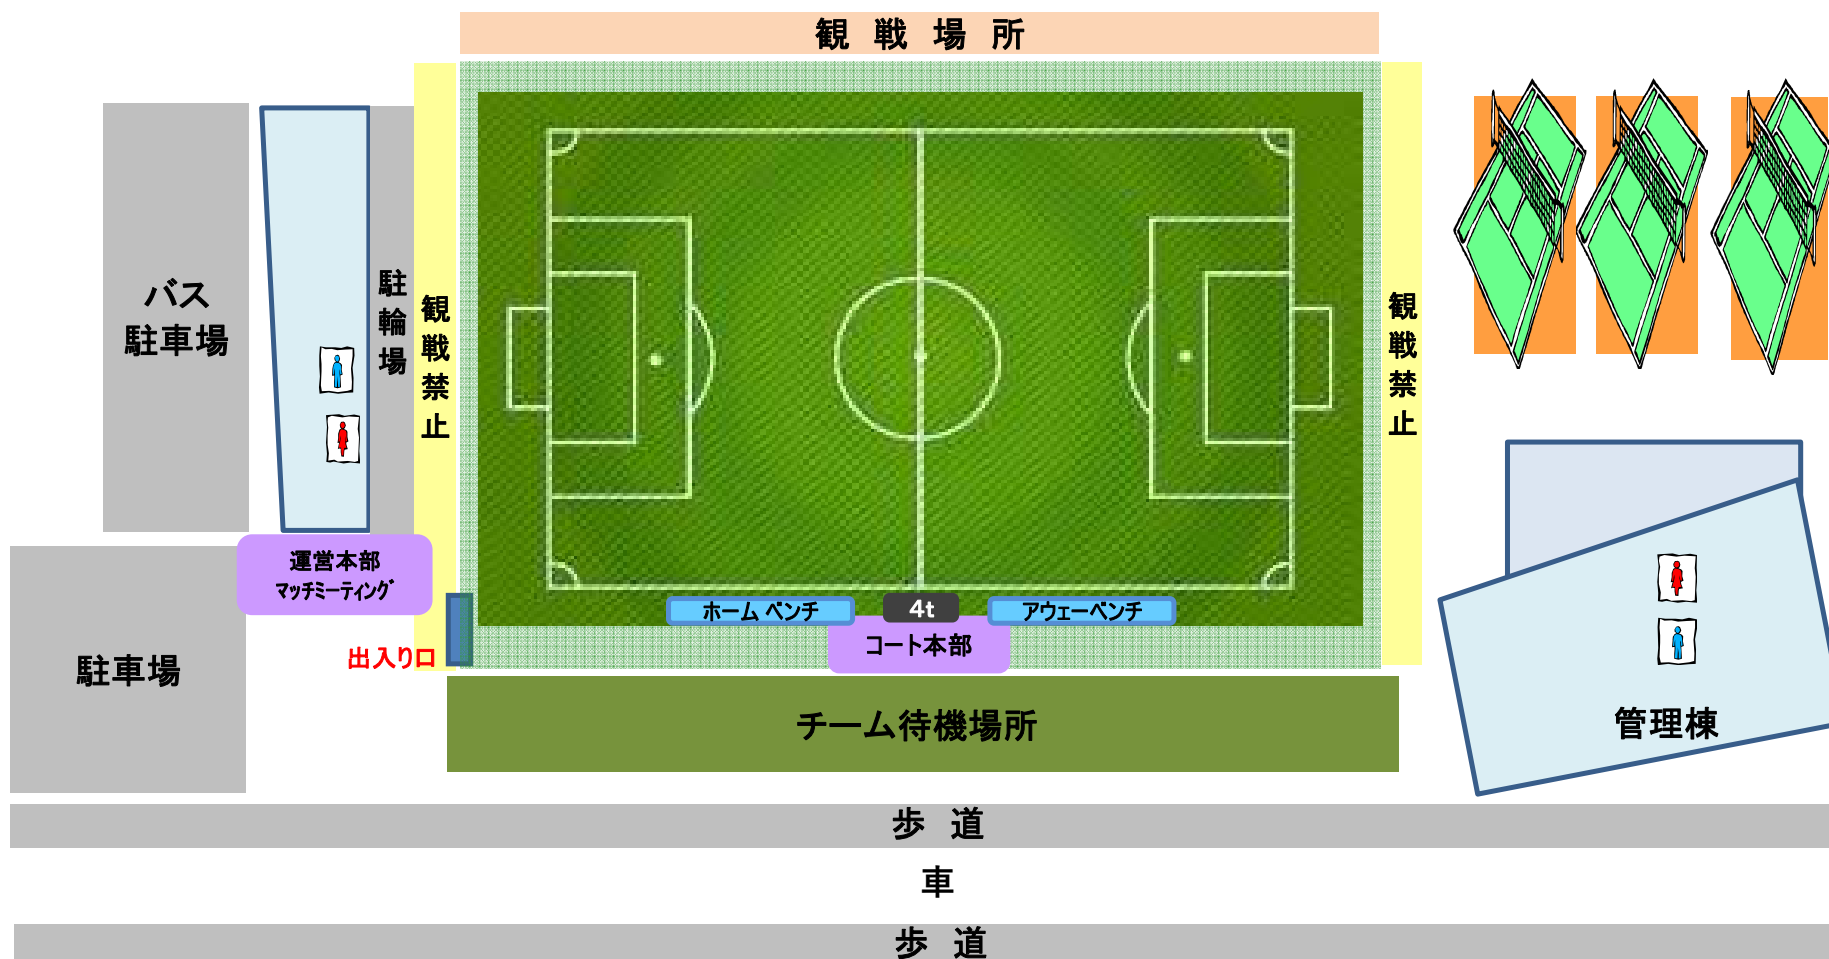 観 戦 場 所
バス
駐車場
駐輪場
観戦禁止
観戦禁止
運営本部
ﾏｯﾁﾐｰﾃｨﾝｸﾞ
ホーム ベンチ
4t
アウェーベンチ
コート本部
出入り口
駐車場
チーム待機場所
管理棟
歩 道
車
歩 道